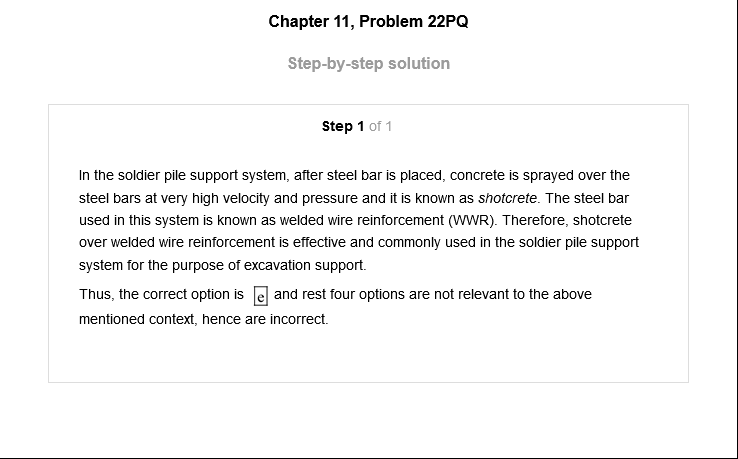 Chapter 11, Problem 22PQ
Step-by-step solution
Step 1 of 1
In the soldier pile support system, after steel bar is placed, concrete is sprayed over the
steel bars at very high velocity and pressure and it is known as shotcrete. The steel bar
used in this system is known as welded wire reinforcement (WWR). Therefore, shotcrete
over welded wire reinforcement is effective and commonly used in the soldier pile support
system for the purpose of excavation support.
Thus, the correct option is e and rest four options are not relevant to the above
mentioned context, hence are incorrect.